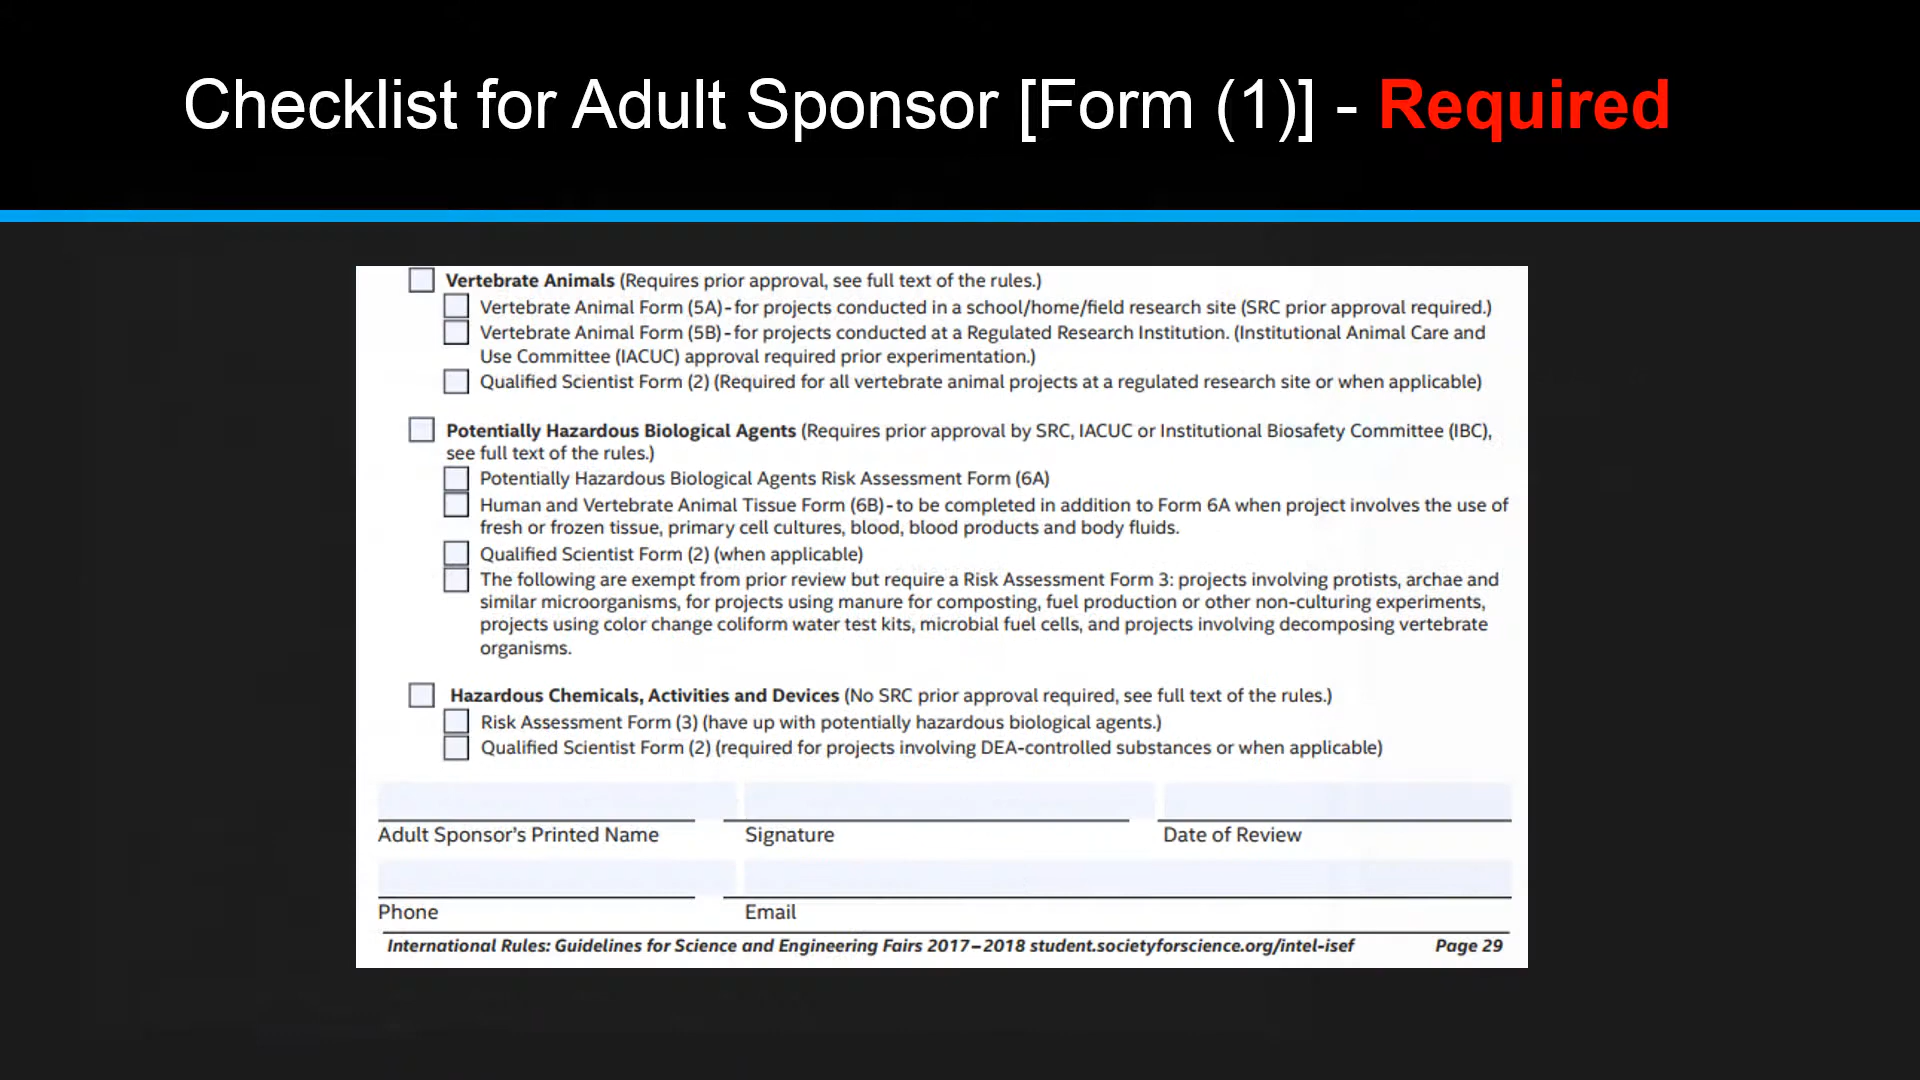 Checklist for Adult Sponsor [Form (1)] - Required
Vertebrate Animals (Requires prior approval, see full text of the rules.)
Vertebrate Animal Form (5A)-for projects conducted in a school/home/field research site (SRC prior approval required.)
Vertebrate Animal Form (5B)-for projects conducted at a Regulated Research Institution. (Institutional Animal Care and
Use Committee (IACUC) approval required prior experimentation.)
Qualified Scientist Form (2) (Required for all vertebrate animal projects at a regulated research site or when applicable)
Potentially Hazardous Biological Agents (Requires prior approval by SRC, IACUC or Institutional Biosafety Committee (IBC),
see full text of the rules.)
Potentially Hazardous Biological Agents Risk Assessment Form (6A)
Human and Vertebrate Animal Tissue Form (6B)-to be completed in addition to Form 6A when project involves the use of
fresh or frozen tissue, primary cell cultures, blood, blood products and body fluids.
Qualified Scientist Form (2) (when applicable)
The following are exempt from prior review but require a Risk Assessment Form 3: projects involving protists, archae and
similar microorganisms, for projects using manure for composting, fuel production or other non-culturing experiments,
projects using color change coliform water test kits, microbial fuel cells, and projects involving decomposing vertebrate
organisms.
Hazardous Chemicals, Activities and Devices (No SRC prior approval required, see full text of the rules.)
Risk Assessment Form (3) (have up with potentially hazardous biological agents.)
Qualified Scientist Form (2) (required for projects involving DEA-controlled substances or when applicable)
Adult Sponsor's Printed Name Signature Date of Review
Phone Email
International Rules: Guidelines for Science and Engineering Fairs 2017–2018 student.societyforscience.org/intel-isef Page 29